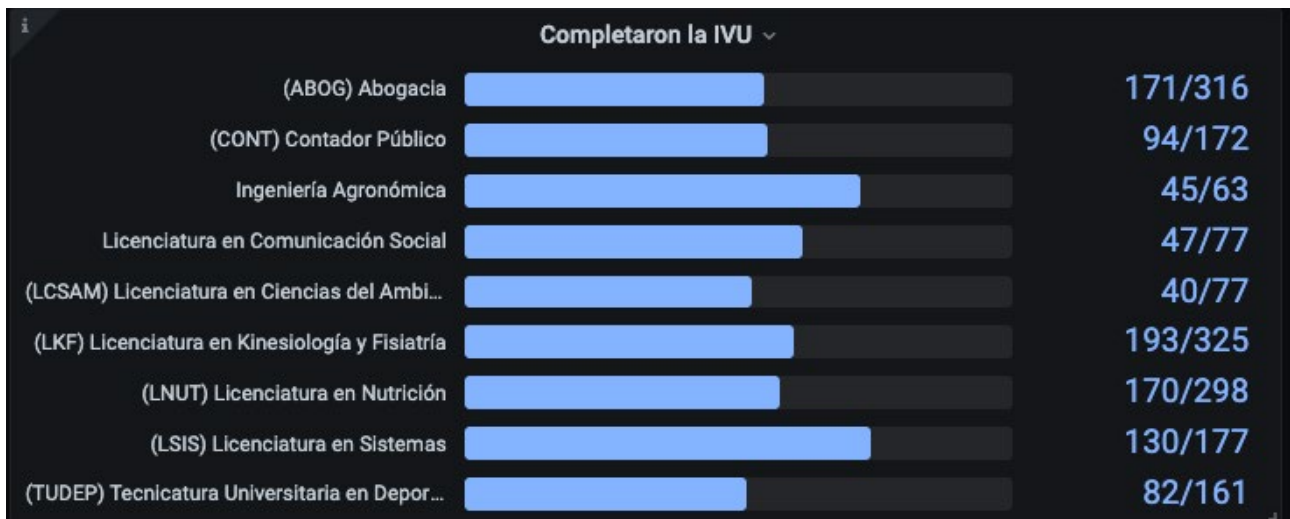 Completaron la IVU
(ABOG) Abogacia 171/316
(CONT) Contador Público 94/172
Ingeniería Agronómica 45/63
Licenciatura en Comunicación Social 47/77
(LCSAM) Licenciatura en Ciencias del Ambi... 40/77
(LKF) Licenciatura en Kinesiología y Fisiatría 193/325
(LNUT) Licenciatura en Nutrición 170/298
(LSIS) Licenciatura en Sistemas 130/177
(TUDEP) Tecnicatura Universitaria en Depor... 82/161